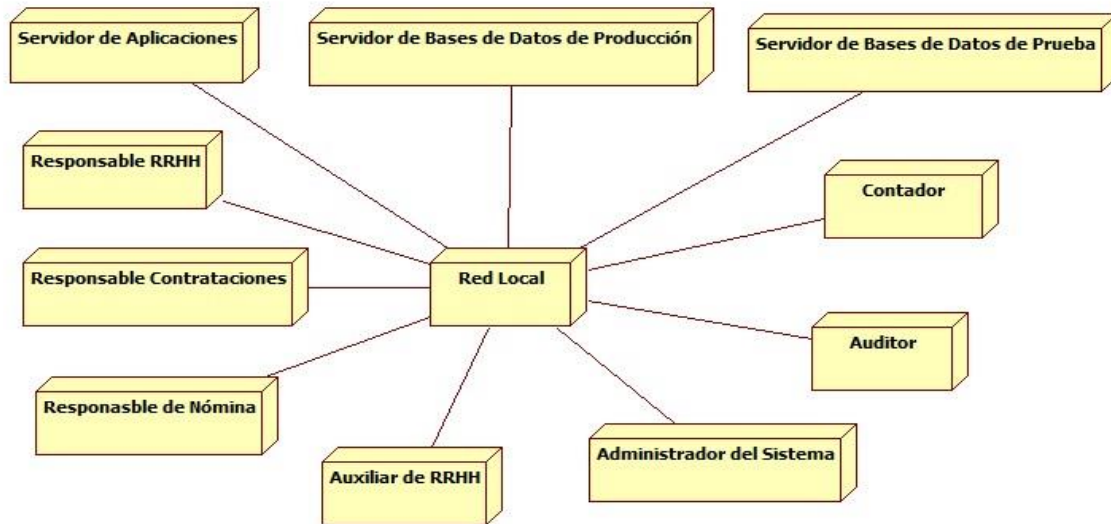 Servidor de Aplicaciones
Servidor de Bases de Datos de Producción
Servidor de Bases de Datos de Prueba
Responsable RRHH
Contador
Responsable Contrataciones
Red Local
Auditor
Responasble de Nómina
Administrador del Sistema
Auxiliar de RRHH